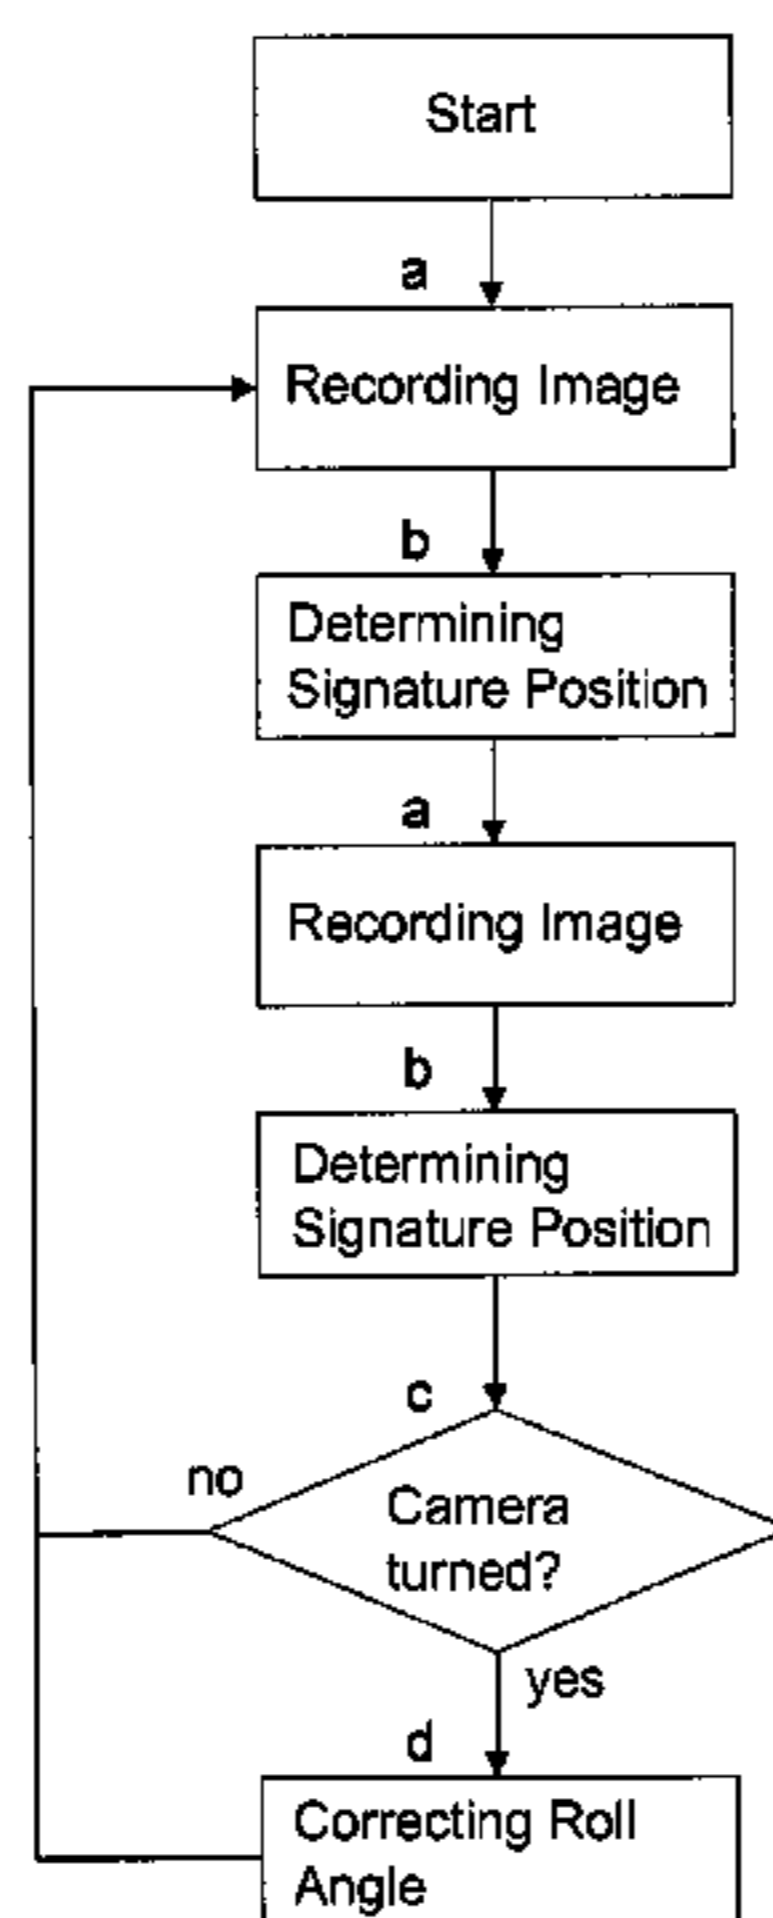 Start
a
Recording Image
b
Determining
Signature Position
a
Recording Image
b
Determining
Signature Position
c
no
Camera
turned?
yes
d
Correcting Roll
Angle